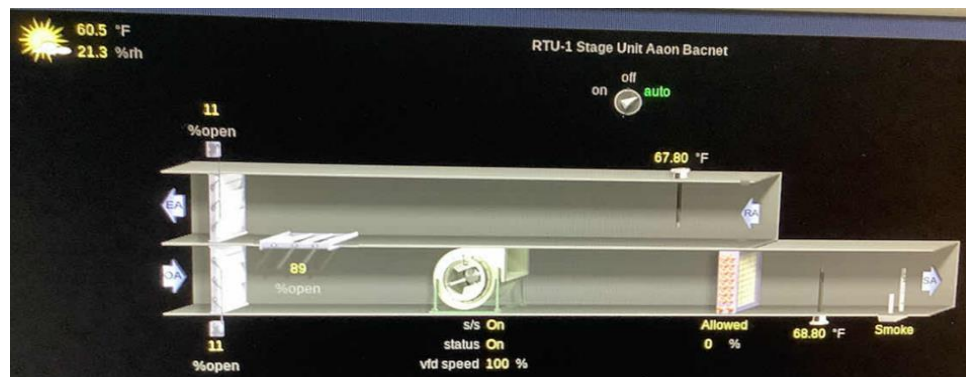 60.5 °F
21.3 %rh
RTU-1 Stage Unit Aaon Bacnet
off
on auto
11
%open
67.80 °F
EA
RA
OA
89
%open
SA
s/s On
status On
vfd speed 100 %
Allowed
0 %
68.80 °F
Smoke
11
%open